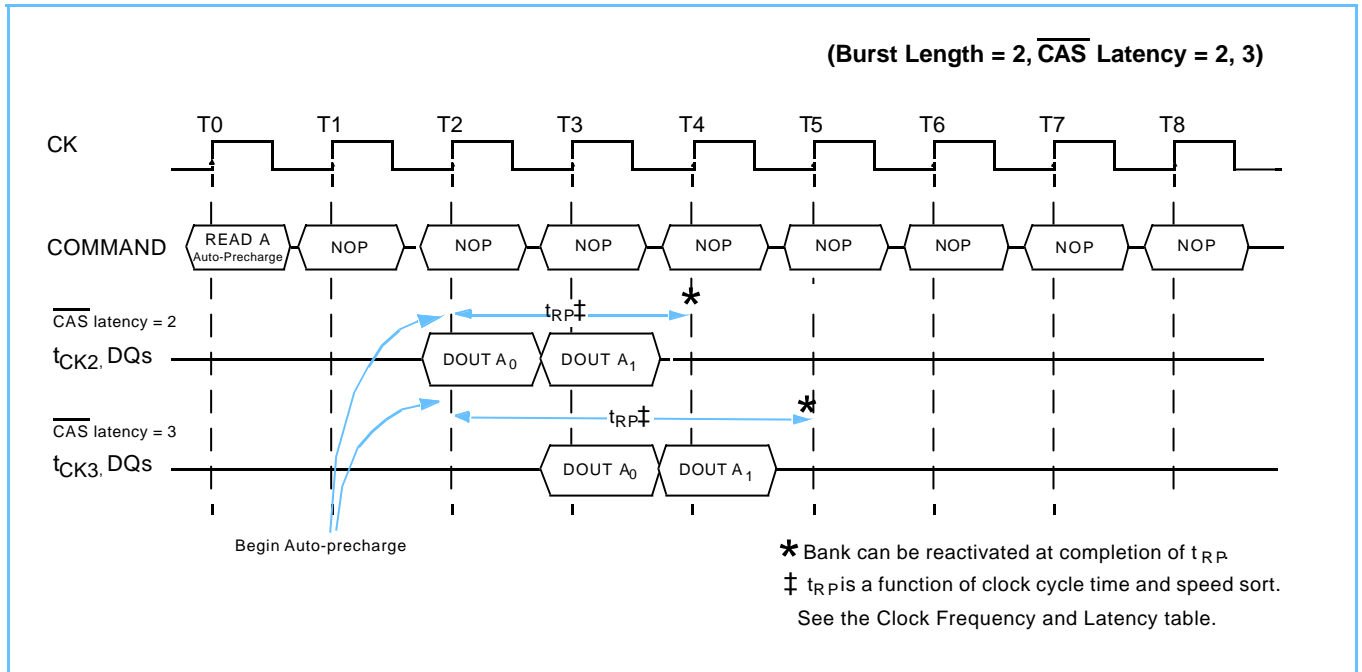 (Burst Length = 2, CAS Latency = 2, 3)
T0 T1 T2 T3 T4 T5 T6 T7 T8
CK
COMMAND
READ A
Auto-Precharge
NOP NOP NOP NOP NOP NOP NOP NOP
*
tRP‡
CAS latency = 2
tCK2, DQs
DOUT A0 DOUT A1
*
tRP‡
CAS latency = 3
tCK3, DQs
DOUT A0 DOUT A1
Begin Auto-precharge
* Bank can be reactivated at completion of tRP.
‡ tRP is a function of clock cycle time and speed sort.
See the Clock Frequency and Latency table.